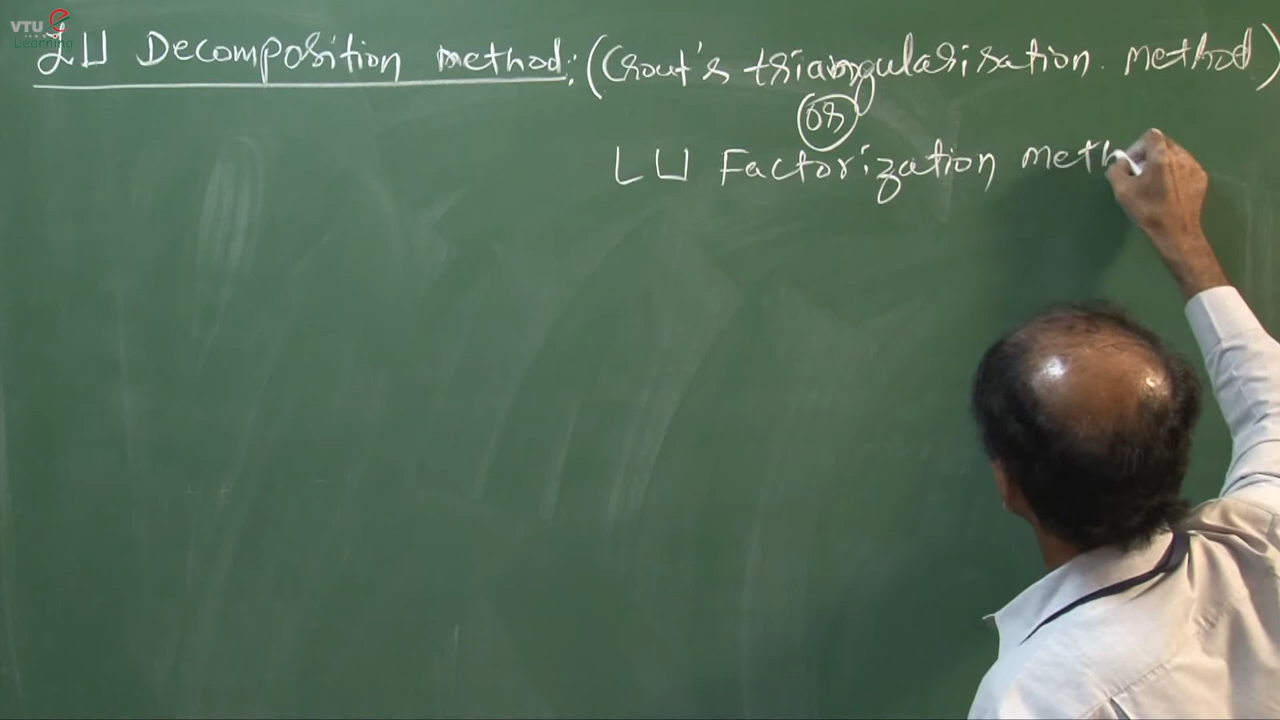 VTU e
Learning
LU Decomposition method: (Crout's triangularisation method)
or
LU Factorization meth